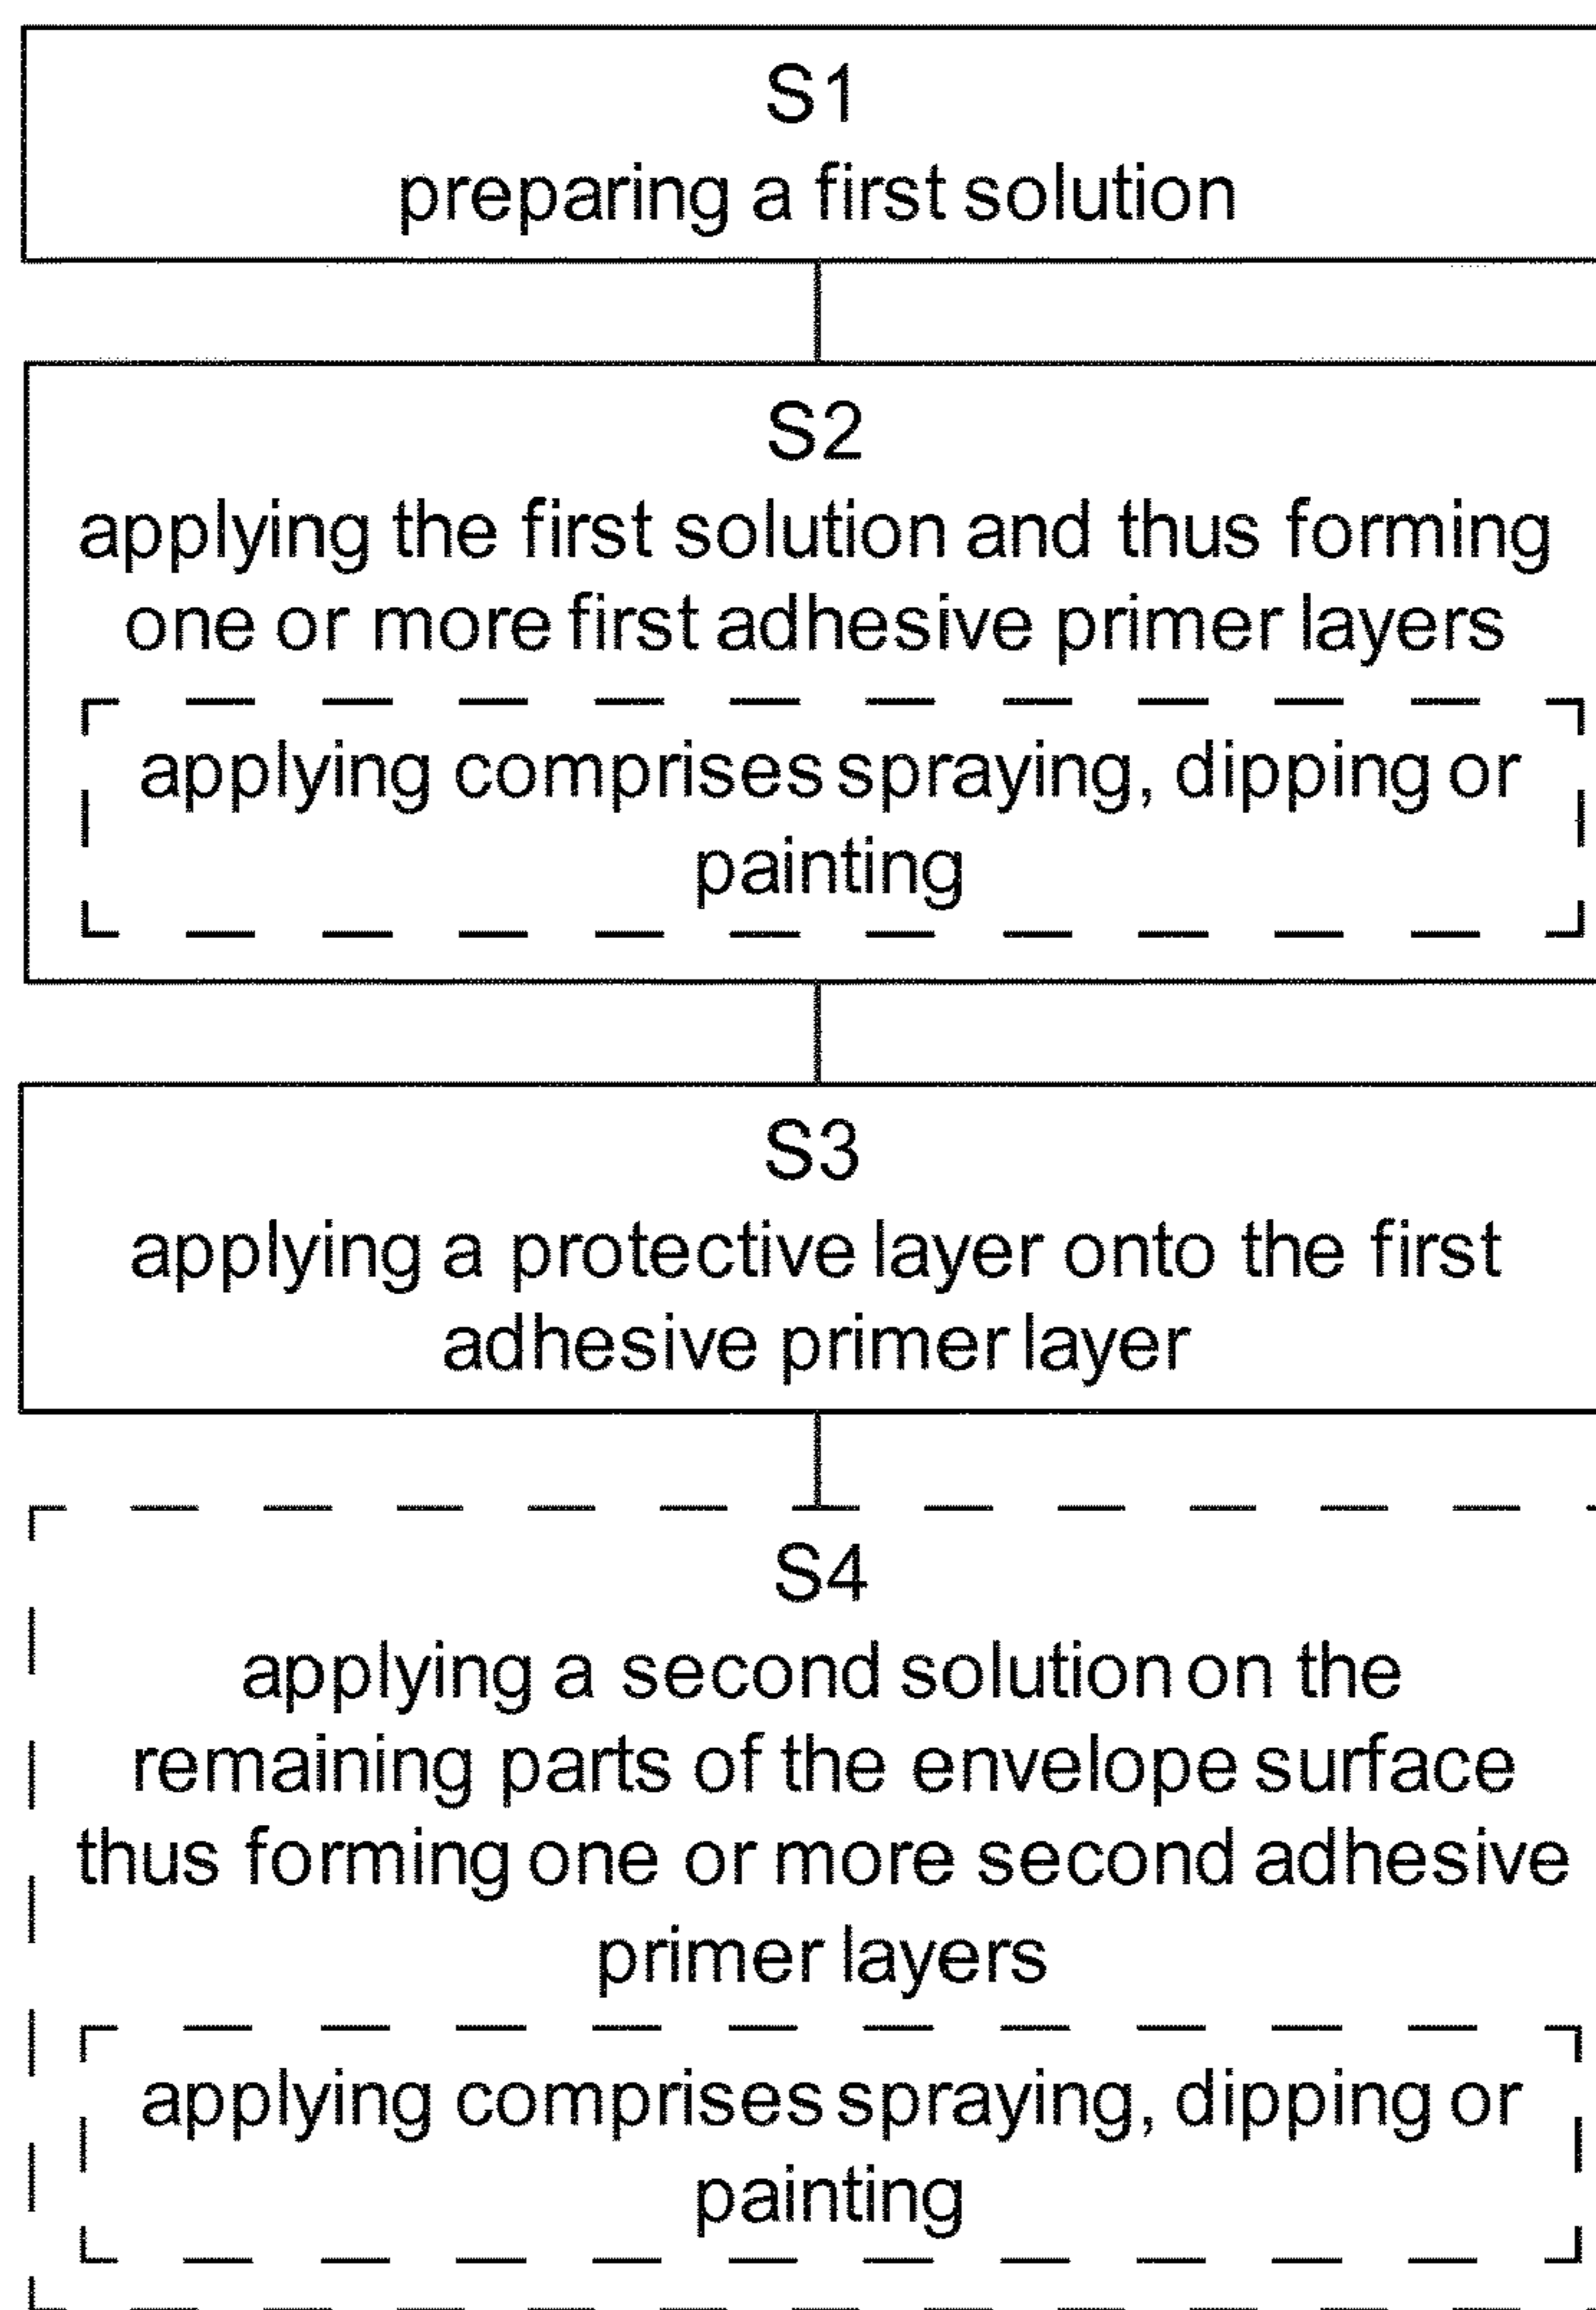 S1
preparing a first solution
S2
applying the first solution and thus forming
one or more first adhesive primer layers
applying comprises spraying, dipping or
painting
S3
applying a protective layer onto the first
adhesive primer layer
S4
applying a second solution on the
remaining parts of the envelope surface
thus forming one or more second adhesive
primer layers
applying comprises spraying, dipping or
painting